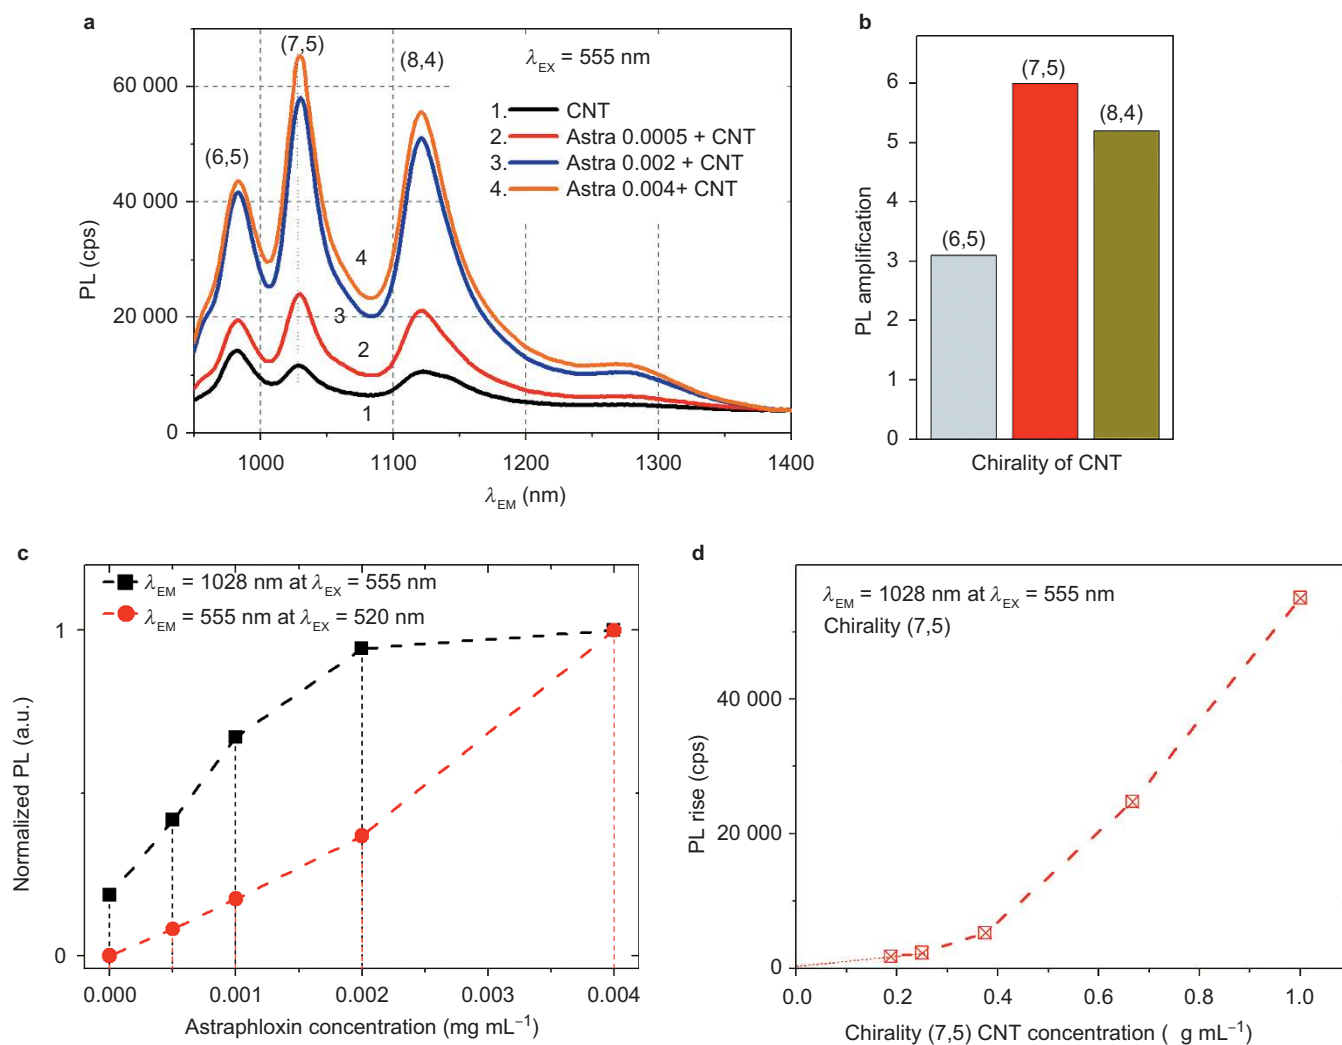 a
(7,5)
(8,4)
(6,5)
λEX = 555 nm
1. CNT
2. Astra 0.0005 + CNT
3. Astra 0.002 + CNT
4. Astra 0.004+ CNT
60 000
40 000
20 000
0
PL (cps)
4
3
2
1
1000 1100 1200 1300 1400
λEM (nm)
b
6
5
4
3
2
1
0
PL amplification
(6,5)
(7,5)
(8,4)
Chirality of CNT
c
λEM = 1028 nm at λEX = 555 nm
λEM = 555 nm at λEX = 520 nm
1
0
Normalized PL (a.u.)
0.000 0.001 0.002 0.003 0.004
Astraphloxin concentration (mg mL⁻¹)
d
λEM = 1028 nm at λEX = 555 nm
Chirality (7,5)
40 000
20 000
0
PL rise (cps)
0.0 0.2 0.4 0.6 0.8 1.0
Chirality (7,5) CNT concentration ( g mL⁻¹)